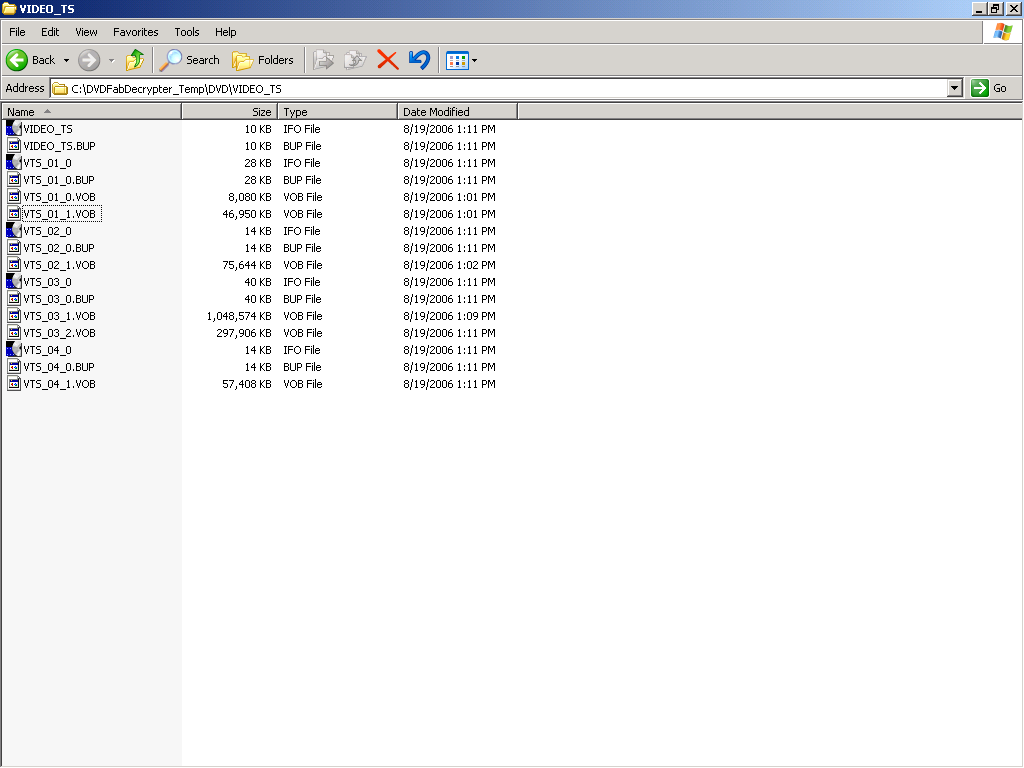 VIDEO_TS
File Edit View Favorites Tools Help
Back Search Folders
Address C:\DVDFabDecrypter_Temp\DVD\VIDEO_TS Go
Name Size Type Date Modified
VIDEO_TS 10 KB IFO File 8/19/2006 1:11 PM
VIDEO_TS.BUP 10 KB BUP File 8/19/2006 1:11 PM
VTS_01_0 28 KB IFO File 8/19/2006 1:11 PM
VTS_01_0.BUP 28 KB BUP File 8/19/2006 1:11 PM
VTS_01_0.VOB 8,080 KB VOB File 8/19/2006 1:01 PM
VTS_01_1.VOB 46,950 KB VOB File 8/19/2006 1:01 PM
VTS_02_0 14 KB IFO File 8/19/2006 1:11 PM
VTS_02_0.BUP 14 KB BUP File 8/19/2006 1:11 PM
VTS_02_1.VOB 75,644 KB VOB File 8/19/2006 1:02 PM
VTS_03_0 40 KB IFO File 8/19/2006 1:11 PM
VTS_03_0.BUP 40 KB BUP File 8/19/2006 1:11 PM
VTS_03_1.VOB 1,048,574 KB VOB File 8/19/2006 1:09 PM
VTS_03_2.VOB 297,906 KB VOB File 8/19/2006 1:11 PM
VTS_04_0 14 KB IFO File 8/19/2006 1:11 PM
VTS_04_0.BUP 14 KB BUP File 8/19/2006 1:11 PM
VTS_04_1.VOB 57,408 KB VOB File 8/19/2006 1:11 PM